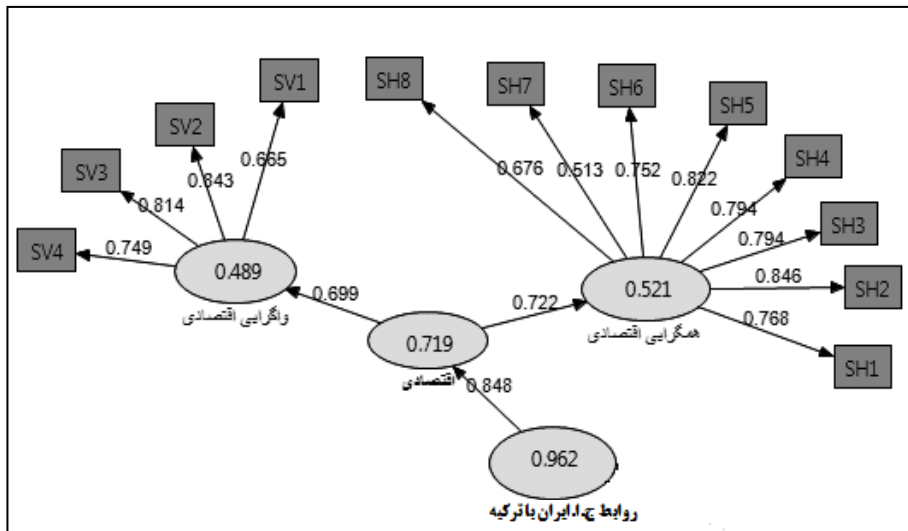 SV1
SH8
SH7
SH6
SH5
SV2
SH4
SV3
0.665
0.843
0.676
0.513
0.752
0.822
0.814
0.794
SH3
SV4
0.749
0.794
0.489
0.521
0.846
SH2
0.699
0.722
0.768
واگرایی اقتصادی
همگرایی اقتصادی
0.719
SH1
اقتصادی
0.848
0.962
روابط ج.ا.ایران با ترکیه